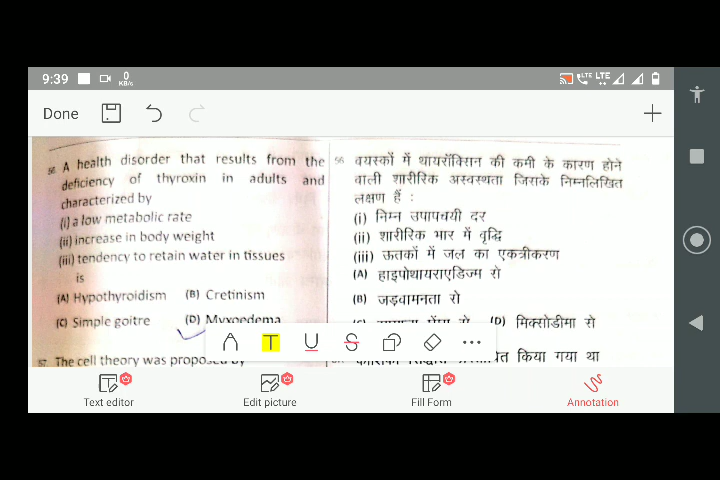 9:39
0
KB/s
LTE LTE
Done
56 A health disorder that results from the
deficiency of thyroxin in adults and
characterized by
(i) a low metabolic rate
(ii) increase in body weight
(iii) tendency to retain water in tissues
is
(A) Hypothyroidism (B) Cretinism
(C) Simple goitre (D) Myxoedema
57. The cell theory was proposed by
56 वयस्कों में थायरॉक्सिन की कमी के कारण होने
वाली शारीरिक अस्वस्थता जिसके निम्नलिखित
लक्षण हैं :
(i) निम्न उपापचयी दर
(ii) शारीरिक भार में वृद्धि
(iii) ऊतकों में जल का एकत्रीकरण
(A) हाइपोथायराएडिज्म रो
(B) जड़वामनता रो
(D) मिक्सोडीमा रो
किया गया था
T U S
Text editor
Edit picture
Fill Form
Annotation